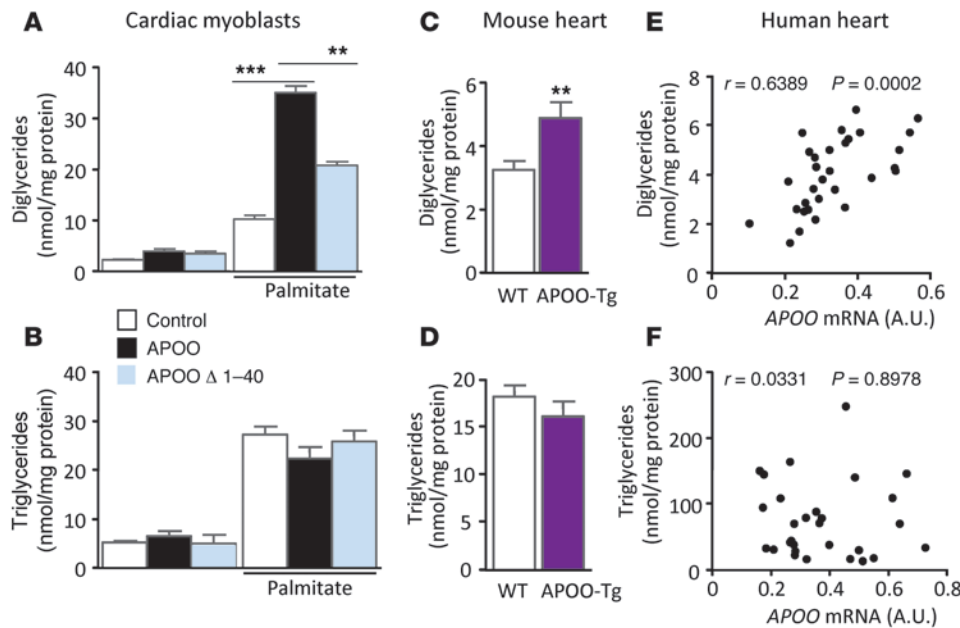 A
Cardiac myoblasts
Diglycerides
(nmol/mg protein)
40
30
20
10
0
***
**
Palmitate
Control
APOO
APOO Δ 1–40
B
Triglycerides
(nmol/mg protein)
40
30
20
10
0
Palmitate
C
Mouse heart
Diglycerides
(nmol/mg protein)
6
4
2
0
**
WT APOO-Tg
D
Triglycerides
(nmol/mg protein)
20
15
10
5
0
WT APOO-Tg
E
Human heart
Diglycerides
(nmol/mg protein)
8
6
4
2
0
r = 0.6389 P = 0.0002
0 0.2 0.4 0.6
APOO mRNA (A.U.)
F
Triglycerides
(nmol/mg protein)
300
200
100
0
r = 0.0331 P = 0.8978
0 0.2 0.4 0.6 0.8
APOO mRNA (A.U.)